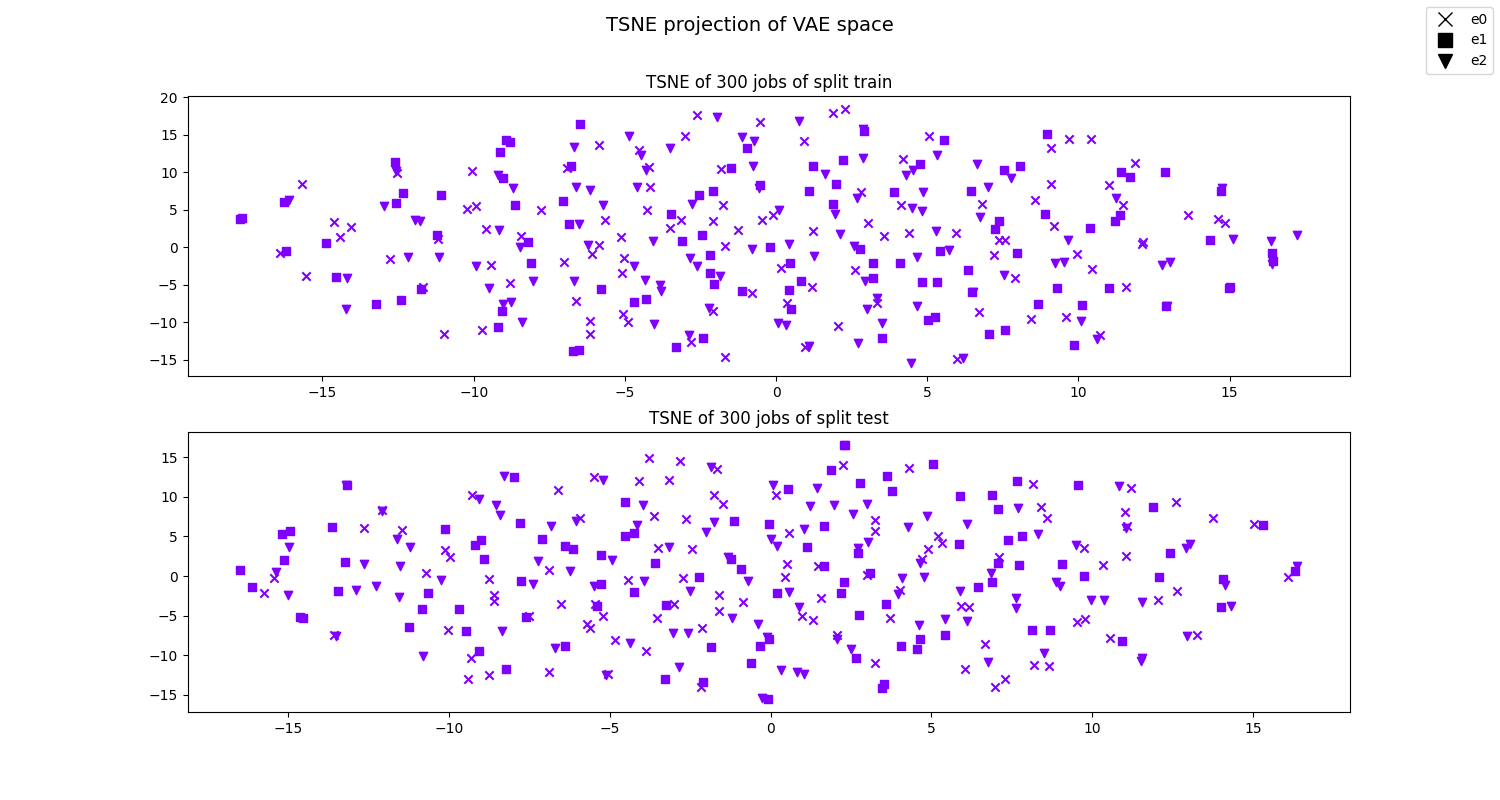 TSNE projection of VAE space
e0
e1
e2
TSNE of 300 jobs of split train
20
15
10
5
0
−5
−10
−15
−15 −10 −5 0 5 10 15
TSNE of 300 jobs of split test
15
10
5
0
−5
−10
−15
−15 −10 −5 0 5 10 15